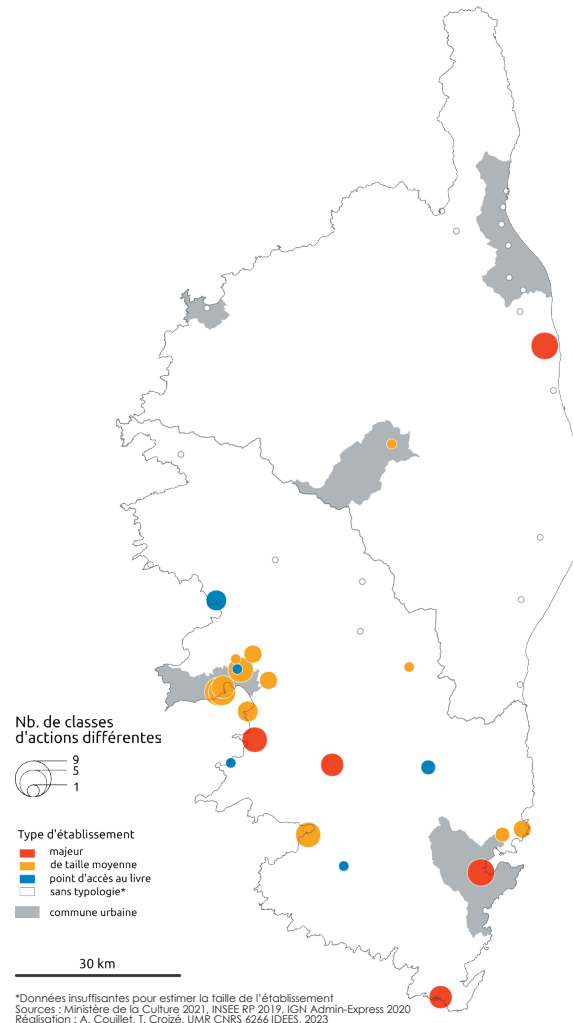 Nb. de classes
d'actions différentes
9
5
1
Type d'établissement
majeur
de taille moyenne
point d'accès au livre
sans typologie*
commune urbaine
30 km
*Données insuffisantes pour estimer la taille de l'établissement
Sources : Ministère de la Culture 2021, INSEE RP 2019, IGN Admin-Express 2020
Réalisation : A. Couillet, T. Croizé, UMR CNRS 6266 IDEES, 2023